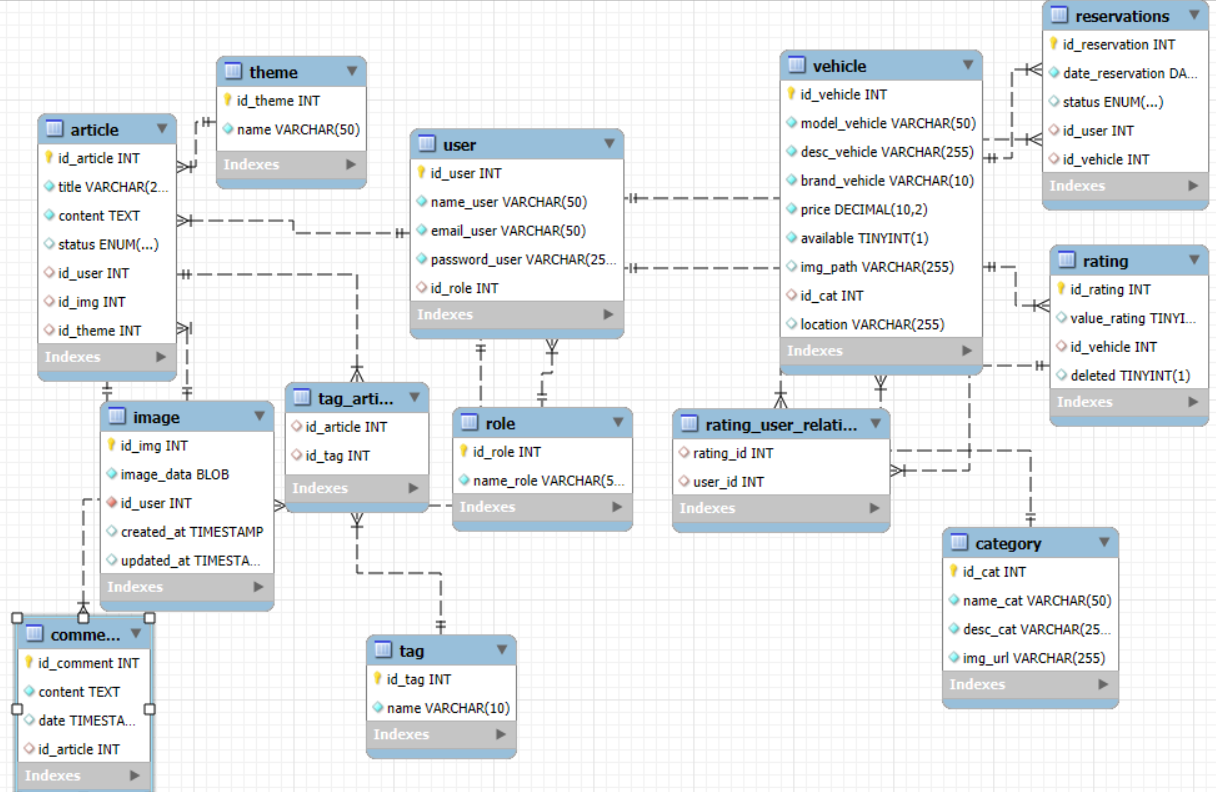 theme
id_theme INT
name VARCHAR(50)
Indexes
article
id_article INT
title VARCHAR(2...
content TEXT
status ENUM(...)
id_user INT
id_img INT
id_theme INT
Indexes
user
id_user INT
name_user VARCHAR(50)
email_user VARCHAR(50)
password_user VARCHAR(25...
id_role INT
Indexes
vehicle
id_vehicle INT
model_vehicle VARCHAR(50)
desc_vehicle VARCHAR(255)
brand_vehicle VARCHAR(10)
price DECIMAL(10,2)
available TINYINT(1)
img_path VARCHAR(255)
id_cat INT
location VARCHAR(255)
Indexes
reservations
id_reservation INT
date_reservation DA...
status ENUM(...)
id_user INT
id_vehicle INT
Indexes
rating
id_rating INT
value_rating TINYI...
id_vehicle INT
deleted TINYINT(1)
Indexes
image
id_img INT
image_data BLOB
id_user INT
created_at TIMESTAMP
updated_at TIMESTA...
Indexes
tag_arti...
id_article INT
id_tag INT
Indexes
role
id_role INT
name_role VARCHAR(5...
Indexes
rating_user_relati...
rating_id INT
user_id INT
Indexes
category
id_cat INT
name_cat VARCHAR(50)
desc_cat VARCHAR(25...
img_url VARCHAR(255)
Indexes
comme...
id_comment INT
content TEXT
date TIMESTA...
id_article INT
Indexes
tag
id_tag INT
name VARCHAR(10)
Indexes